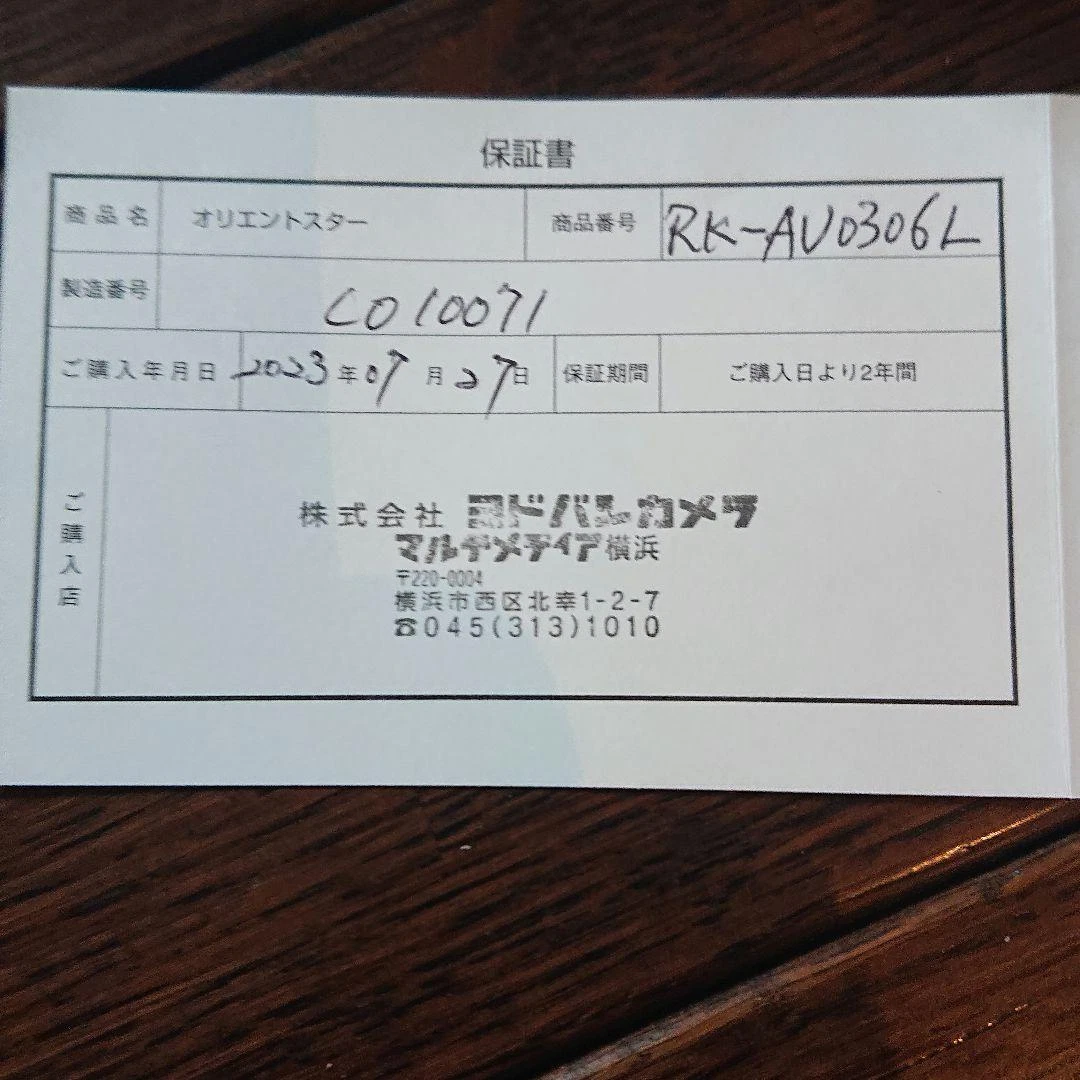 保証書
商品名 オリエントスター 商品番号 RK-AV0306L
製造番号 C010071
ご購入年月日 2023年07月27日 保証期間 ご購入日より2年間
ご購入店
株式会社 ヨドバシカメラ
マルチメディア横浜
〒220-0004
横浜市西区北幸1-2-7
☎045(313)1010